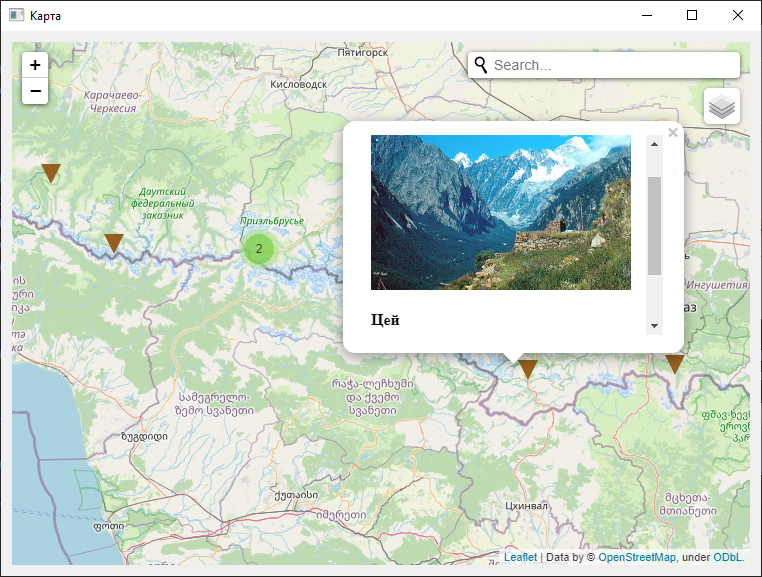 Карта
Пятигорск
+
Search...
−
Кисловодск
Карачаево-
Черкесия
×
Даутский
федеральный
заказник
Приэльбрусье
2
Ингушетия
Цей
რაჭა-ლეჩხუმი
და ქვემო
სვანეთი
სამეგრელო-
ზემო სვანეთი
ზუგდიდი
ქუთაისი
იმერეთი
Цхинвал
მცხეთა-
მთიანეთი
ფოთი
Leaflet | Data by © OpenStreetMap, under ODbL.